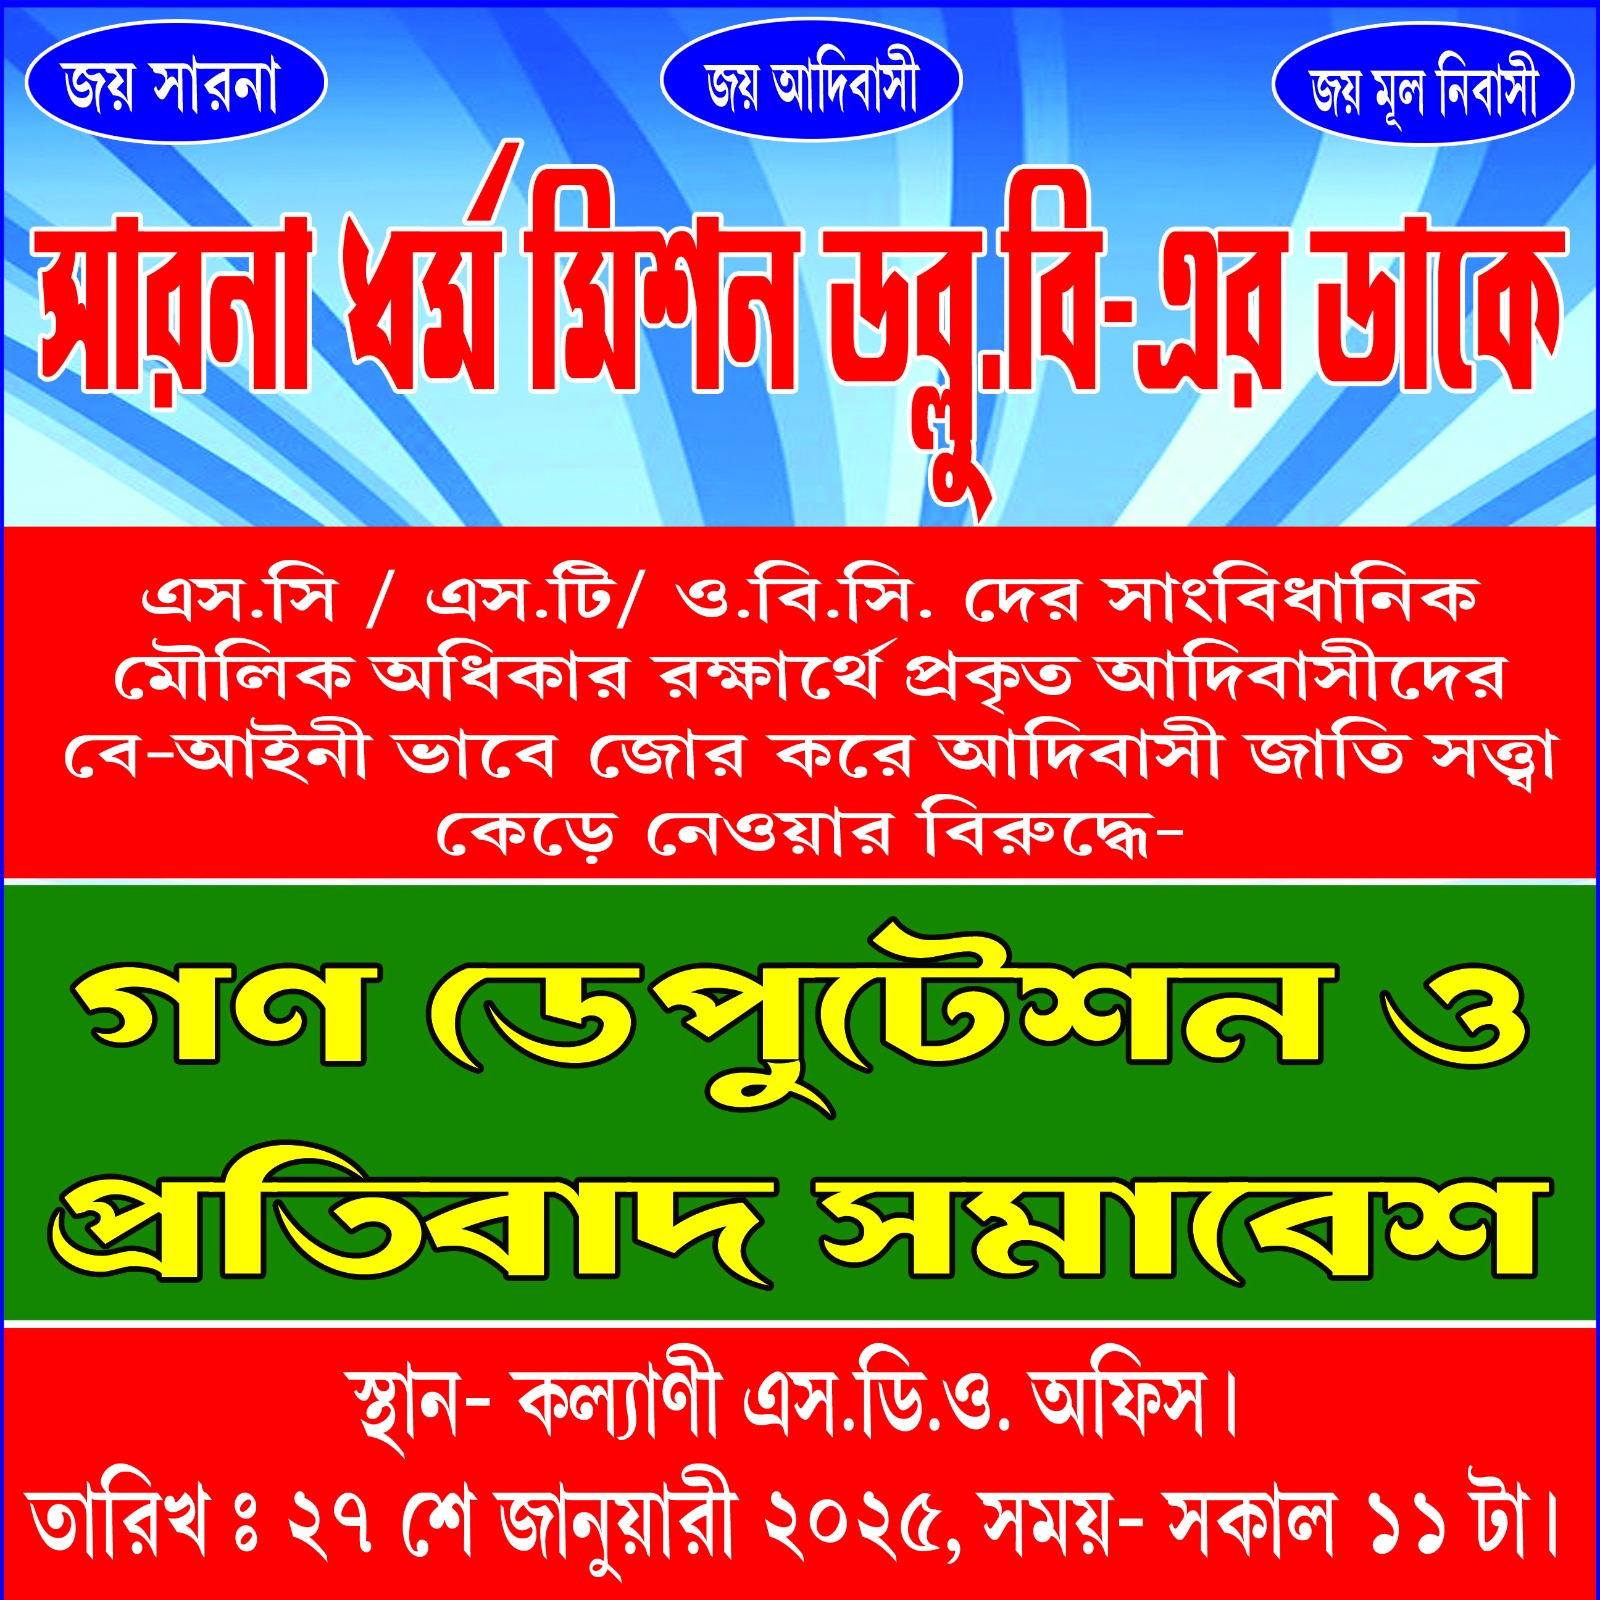 জয় সারনা
জয় আদিবাসী
জয় মূল নিবাসী
সারনা ধর্ম মিশন ডব্লু.বি-এর ডাকে
এস.সি / এস.টি/ ও.বি.সি. দের সাংবিধানিক
মৌলিক অধিকার রক্ষার্থে প্রকৃত আদিবাসীদের
বে-আইনী ভাবে জোর করে আদিবাসী জাতি সত্ত্বা
কেড়ে নেওয়ার বিরুদ্ধে-
গণ ডেপুটেশন ও
প্রতিবাদ সমাবেশ
স্থান- কল্যাণী এস.ডি.ও. অফিস।
তারিখ ঃ ২৭ শে জানুয়ারী ২০২৫, সময়- সকাল ১১ টা।